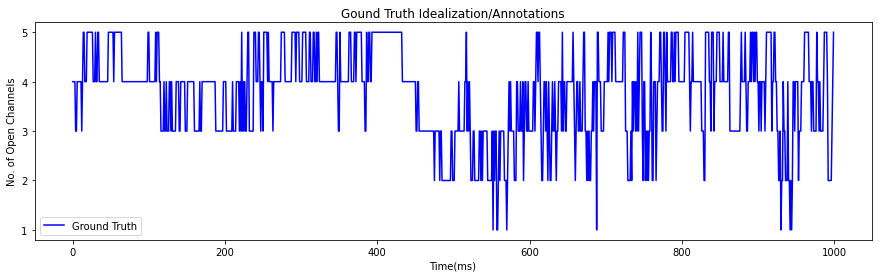 Gound Truth Idealization/Annotations
No. of Open Channels
5
4
3
2
1
Ground Truth
0
200
400
600
800
1000
Time(ms)